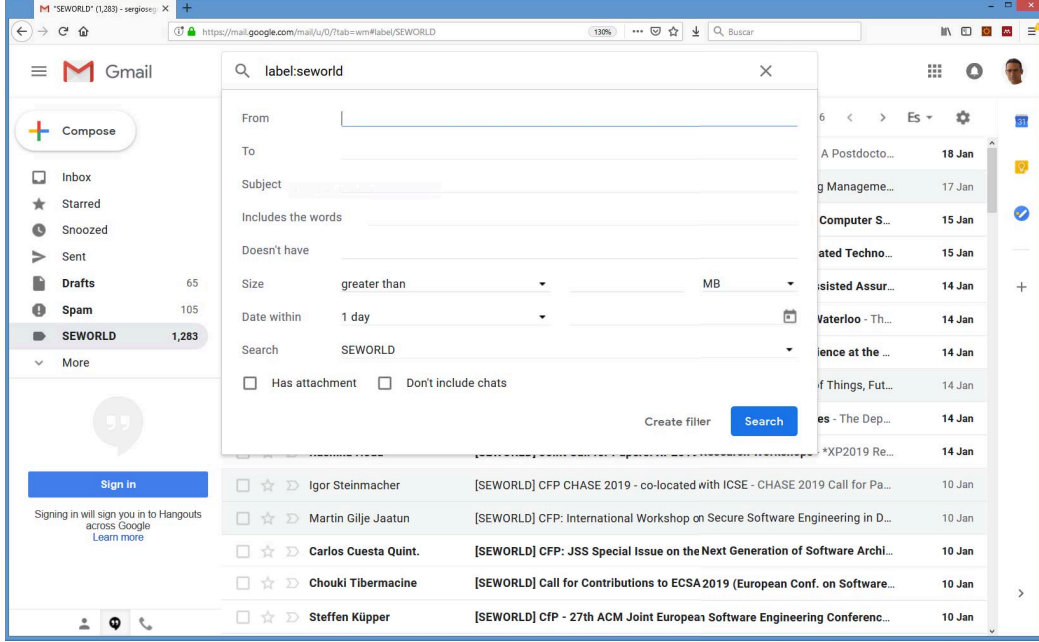 "SEWORLD" (1,283) - sergioseg
https://mail.google.com/mail/u/0/?tab=wm#label/SEWORLD
130%
Buscar
Gmail
label:seworld
Compose
Inbox
Starred
Snoozed
Sent
Drafts 65
Spam 105
SEWORLD 1,283
More
Sign in
Signing in will sign you in to Hangouts
across Google
Learn more
From
To
Subject
Includes the words
Doesn't have
Size greater than MB
Date within 1 day
Search SEWORLD
Has attachment Don't include chats
Create filter Search
6 Es
31
A Postdocto... 18 Jan
g Manageme... 17 Jan
Computer S... 15 Jan
ated Techno... 15 Jan
sisted Assur... 14 Jan
Waterloo - Th... 14 Jan
ience at the ... 14 Jan
of Things, Fut... 14 Jan
es - The Dep... 14 Jan
- *XP2019 Re... 14 Jan
Igor Steinmacher [SEWORLD] CFP CHASE 2019 - co-located with ICSE - CHASE 2019 Call for Pa... 10 Jan
Martin Gilje Jaatun [SEWORLD] CFP: International Workshop on Secure Software Engineering in D... 10 Jan
Carlos Cuesta Quint. [SEWORLD] CFP: JSS Special Issue on the Next Generation of Software Archi... 10 Jan
Chouki Tibermacine [SEWORLD] Call for Contributions to ECSA 2019 (European Conf. on Software... 10 Jan
Steffen Küpper [SEWORLD] CfP - 27th ACM Joint European Software Engineering Conferenc... 10 Jan